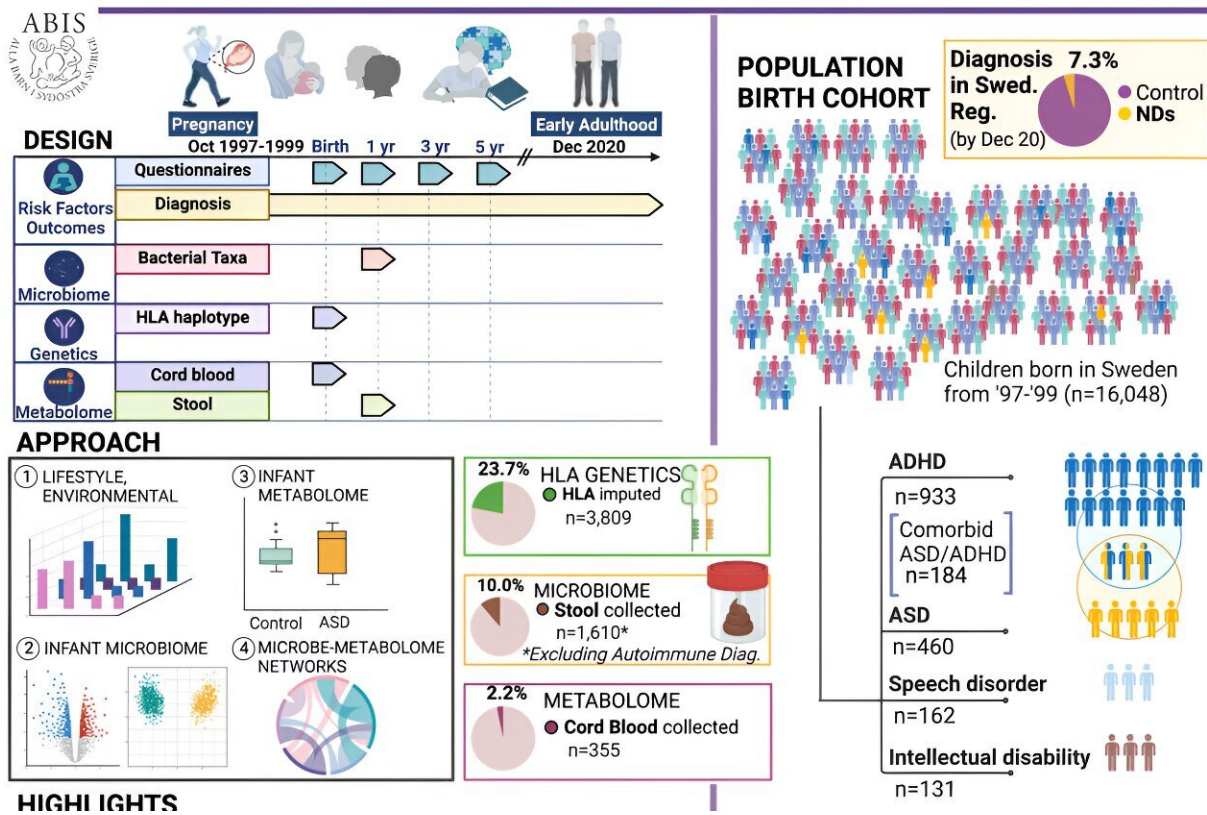 ABIS
ALLA BARN I SYDÖSTRA SVERIGE
Pregnancy
Early Adulthood
DESIGN
Oct 1997-1999
Birth
1 yr
3 yr
5 yr
Dec 2020
Questionnaires
Diagnosis
Risk Factors
Outcomes
Bacterial Taxa
Microbiome
HLA haplotype
Genetics
Cord blood
Stool
Metabolome
APPROACH
1 LIFESTYLE,
ENVIRONMENTAL
3 INFANT
METABOLOME
Control
ASD
2 INFANT MICROBIOME
4 MICROBE-METABOLOME
NETWORKS
23.7%
HLA GENETICS
HLA imputed
n=3,809
10.0%
MICROBIOME
Stool collected
n=1,610*
*Excluding Autoimmune Diag.
2.2%
METABOLOME
Cord Blood collected
n=355
HIGHLIGHTS
POPULATION
BIRTH COHORT
Diagnosis
in Swed.
Reg.
(by Dec 20)
7.3%
Control
NDs
Children born in Sweden
from '97-'99 (n=16,048)
ADHD
n=933
Comorbid
ASD/ADHD
n=184
ASD
n=460
Speech disorder
n=162
Intellectual disability
n=131